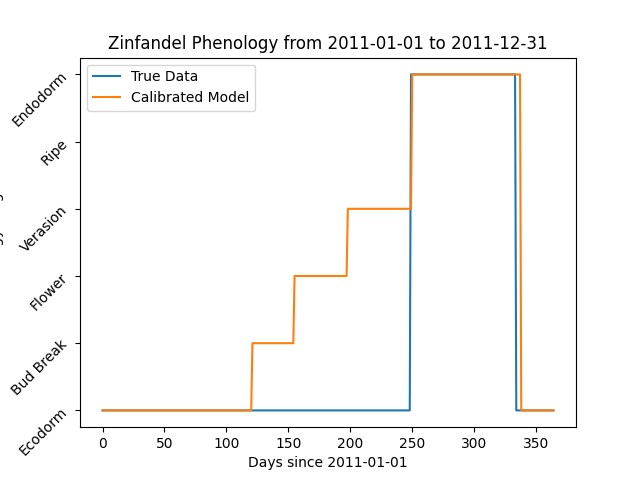 Zinfandel Phenology from 2011-01-01 to 2011-12-31
True Data
Calibrated Model
Endodorm
Ripe
Verasion
Flower
Bud Break
Ecodorm
0 50 100 150 200 250 300 350
Days since 2011-01-01